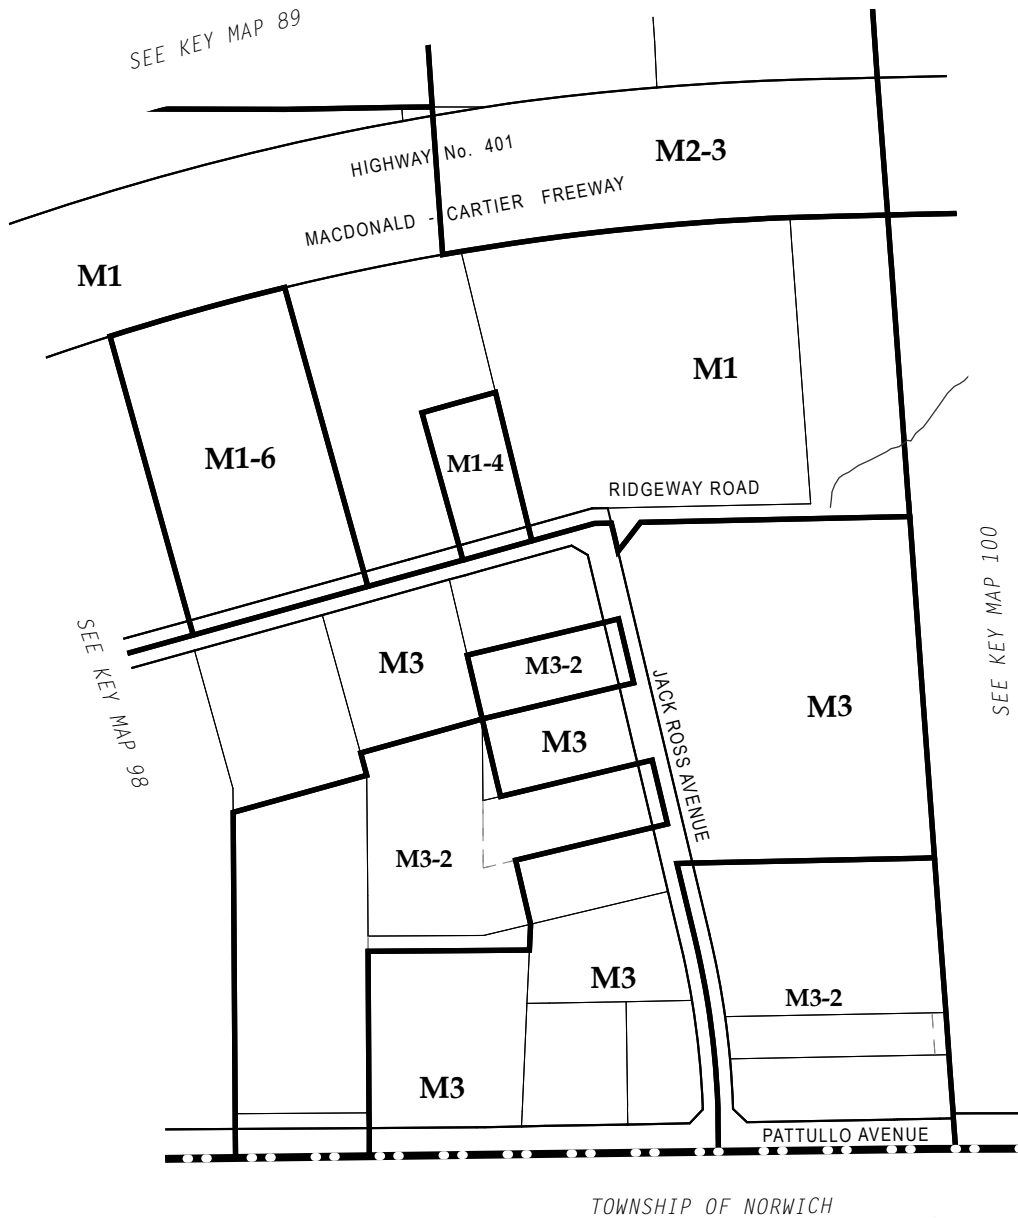 SEE KEY MAP 89
HIGHWAY No. 401
M2-3
MACDONALD - CARTIER FREEWAY
M1
M1
M1-6
M1-4
RIDGEWAY ROAD
SEE KEY MAP 100
SEE KEY MAP 98
M3
M3-2
JACK ROSS AVENUE
M3
M3
M3-2
M3
M3-2
M3
PATTULLO AVENUE
TOWNSHIP OF NORWICH